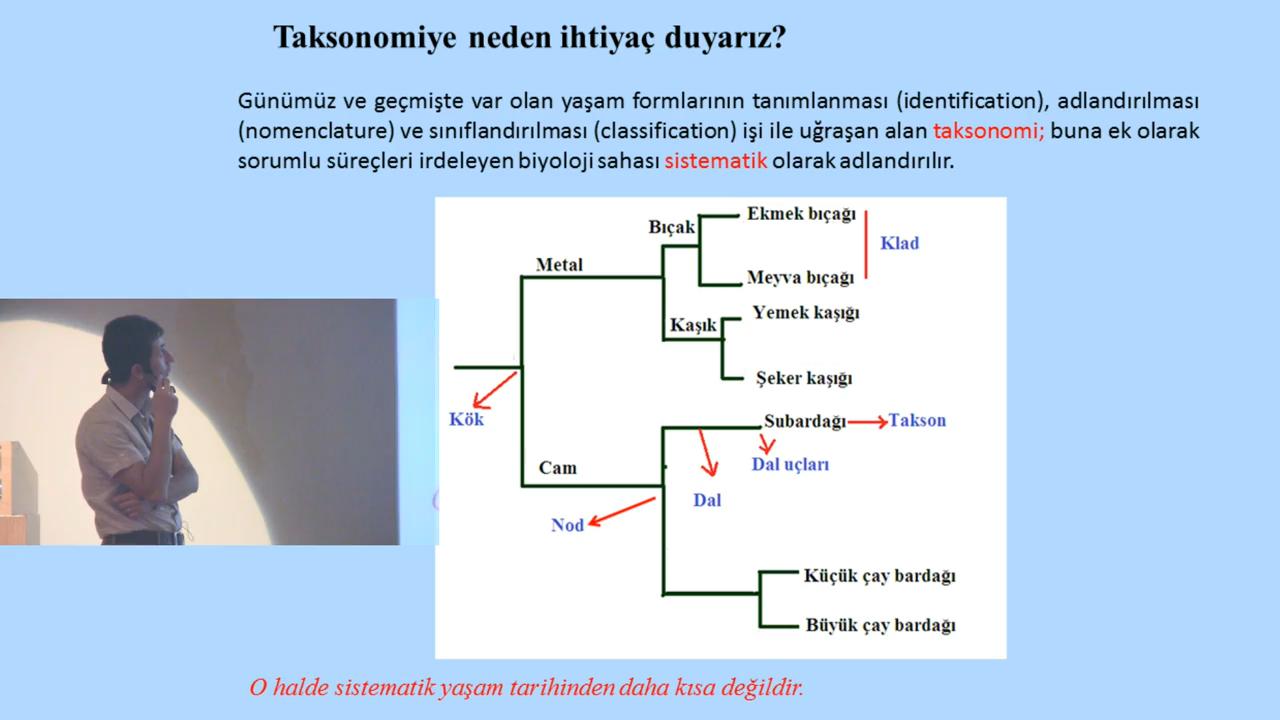 Taksonomiye neden ihtiyaç duyarız?
Günümüz ve geçmişte var olan yaşam formlarının tanımlanması (identification), adlandırılması
(nomenclature) ve sınıflandırılması (classification) işi ile uğraşan alan taksonomi; buna ek olarak
sorumlu süreçleri irdeleyen biyoloji sahası sistematik olarak adlandırılır.
Ekmek bıçağı
Bıçak
Klad
Metal
Meyva bıçağı
Yemek kaşığı
Kaşık
Şeker kaşığı
Kök
Subardağı
Takson
Cam
Dal uçları
Dal
Nod
Küçük çay bardağı
Büyük çay bardağı
O halde sistematik yaşam tarihinden daha kısa değildir.